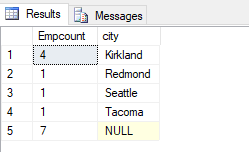 Results Messages
Empcount city
1 4 Kirkland
2 1 Redmond
3 1 Seattle
4 1 Tacoma
5 7 NULL